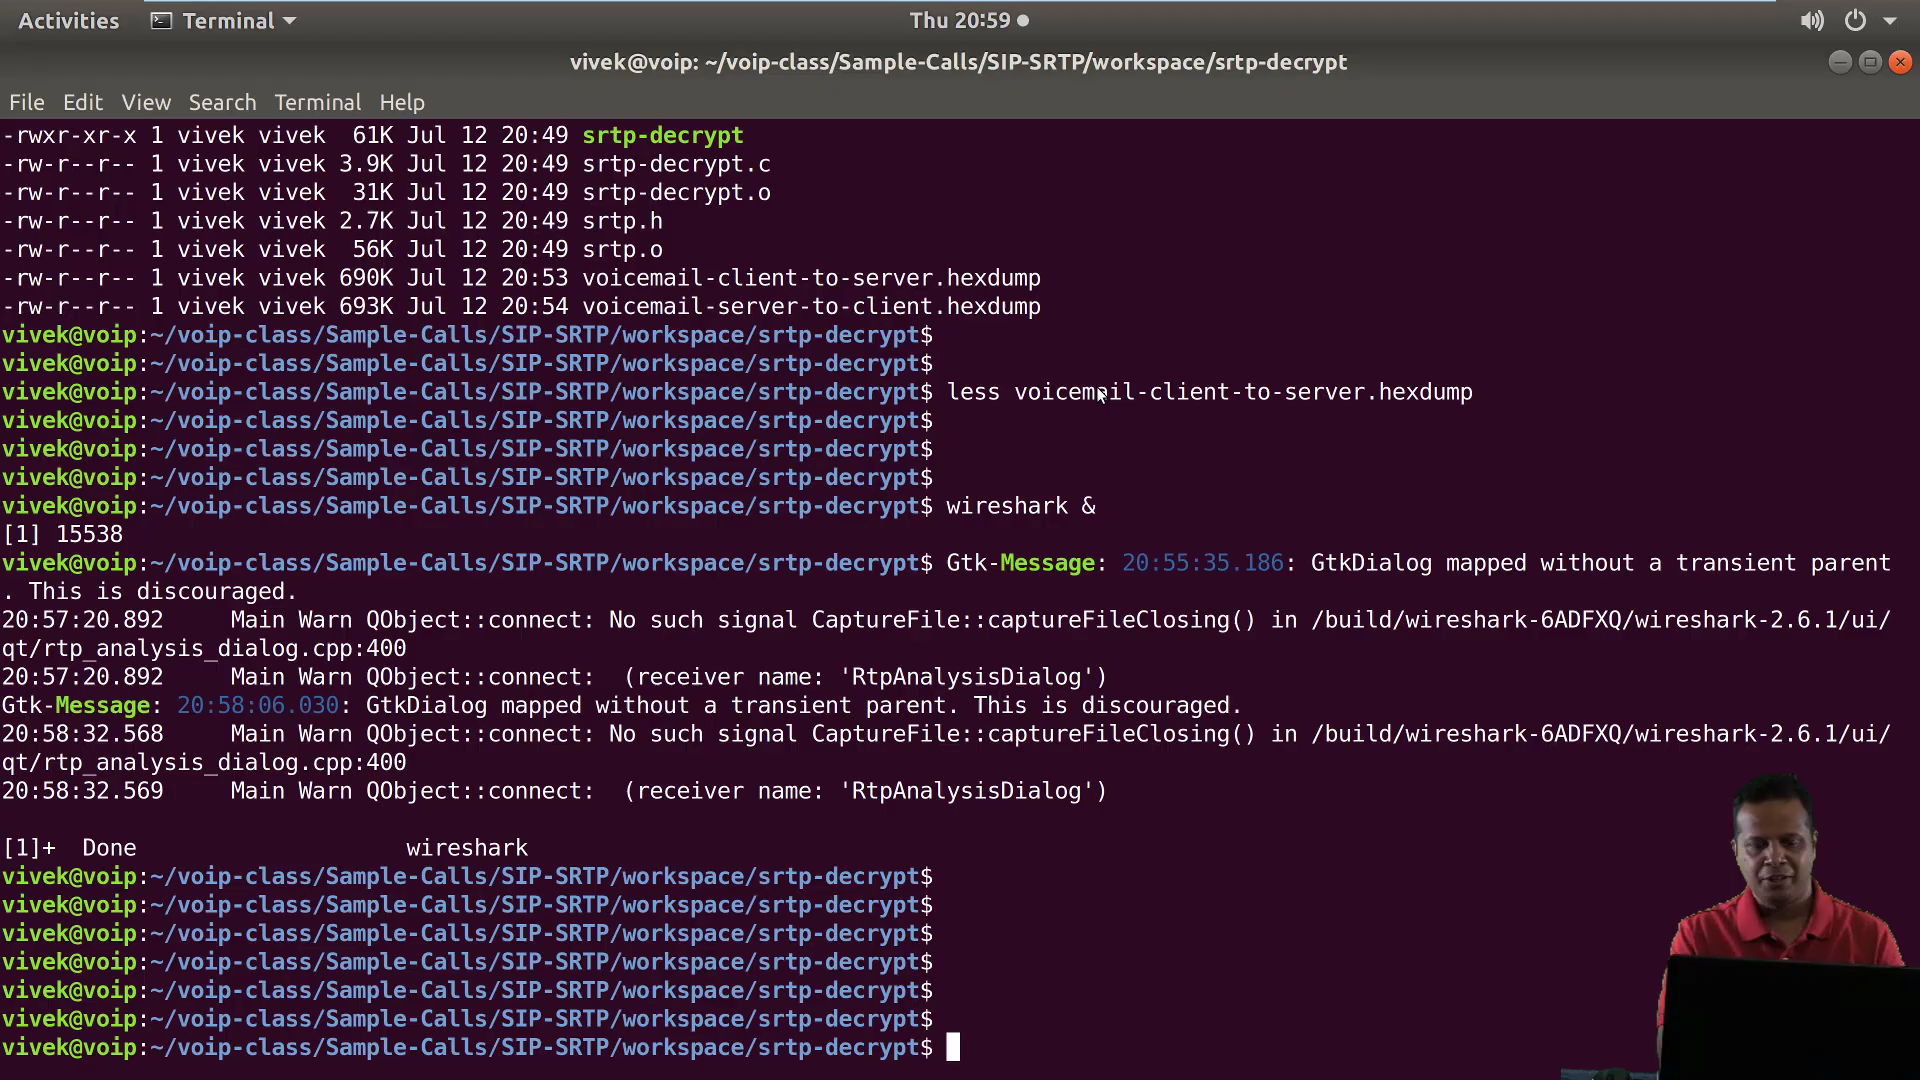 Activities Terminal Thu 20:59
vivek@voip: ~/voip-class/Sample-Calls/SIP-SRTP/workspace/srtp-decrypt
File Edit View Search Terminal Help
-rwxr-xr-x 1 vivek vivek  61K Jul 12 20:49 srtp-decrypt
-rw-r--r-- 1 vivek vivek 3.9K Jul 12 20:49 srtp-decrypt.c
-rw-r--r-- 1 vivek vivek  31K Jul 12 20:49 srtp-decrypt.o
-rw-r--r-- 1 vivek vivek 2.7K Jul 12 20:49 srtp.h
-rw-r--r-- 1 vivek vivek  56K Jul 12 20:49 srtp.o
-rw-r--r-- 1 vivek vivek 690K Jul 12 20:53 voicemail-client-to-server.hexdump
-rw-r--r-- 1 vivek vivek 693K Jul 12 20:54 voicemail-server-to-client.hexdump
vivek@voip:~/voip-class/Sample-Calls/SIP-SRTP/workspace/srtp-decrypt$
vivek@voip:~/voip-class/Sample-Calls/SIP-SRTP/workspace/srtp-decrypt$
vivek@voip:~/voip-class/Sample-Calls/SIP-SRTP/workspace/srtp-decrypt$ less voicemail-client-to-server.hexdump
vivek@voip:~/voip-class/Sample-Calls/SIP-SRTP/workspace/srtp-decrypt$
vivek@voip:~/voip-class/Sample-Calls/SIP-SRTP/workspace/srtp-decrypt$
vivek@voip:~/voip-class/Sample-Calls/SIP-SRTP/workspace/srtp-decrypt$
vivek@voip:~/voip-class/Sample-Calls/SIP-SRTP/workspace/srtp-decrypt$ wireshark &
[1] 15538
vivek@voip:~/voip-class/Sample-Calls/SIP-SRTP/workspace/srtp-decrypt$ Gtk-Message: 20:55:35.186: GtkDialog mapped without a transient parent
. This is discouraged.
20:57:20.892     Main Warn QObject::connect: No such signal CaptureFile::captureFileClosing() in /build/wireshark-6ADFXQ/wireshark-2.6.1/ui/
qt/rtp_analysis_dialog.cpp:400
20:57:20.892     Main Warn QObject::connect:  (receiver name: 'RtpAnalysisDialog')
Gtk-Message: 20:58:06.030: GtkDialog mapped without a transient parent. This is discouraged.
20:58:32.568     Main Warn QObject::connect: No such signal CaptureFile::captureFileClosing() in /build/wireshark-6ADFXQ/wireshark-2.6.1/ui/
qt/rtp_analysis_dialog.cpp:400
20:58:32.569     Main Warn QObject::connect:  (receiver name: 'RtpAnalysisDialog')
[1]+  Done                    wireshark
vivek@voip:~/voip-class/Sample-Calls/SIP-SRTP/workspace/srtp-decrypt$
vivek@voip:~/voip-class/Sample-Calls/SIP-SRTP/workspace/srtp-decrypt$
vivek@voip:~/voip-class/Sample-Calls/SIP-SRTP/workspace/srtp-decrypt$
vivek@voip:~/voip-class/Sample-Calls/SIP-SRTP/workspace/srtp-decrypt$
vivek@voip:~/voip-class/Sample-Calls/SIP-SRTP/workspace/srtp-decrypt$
vivek@voip:~/voip-class/Sample-Calls/SIP-SRTP/workspace/srtp-decrypt$
vivek@voip:~/voip-class/Sample-Calls/SIP-SRTP/workspace/srtp-decrypt$